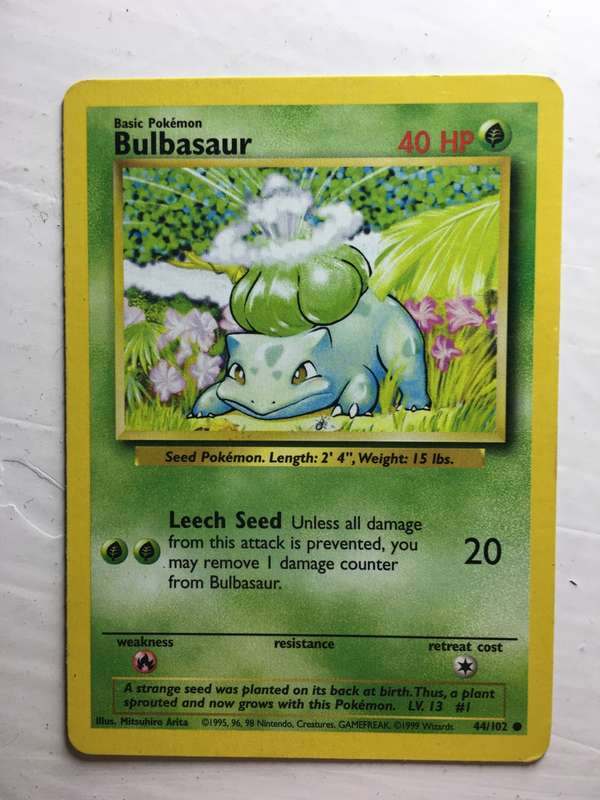 Basic Pokémon
Bulbasaur 40 HP
Seed Pokémon. Length: 2' 4", Weight: 15 lbs.
Leech Seed Unless all damage
from this attack is prevented, you
may remove 1 damage counter
from Bulbasaur.
20
weakness resistance retreat cost
A strange seed was planted on its back at birth. Thus, a plant
sprouted and now grows with this Pokémon. LV. 13 #1
Illus. Mitsuhiro Arita ©1995, 96, 98 Nintendo, Creatures, GAMEFREAK. ©1999 Wizards. 44/102